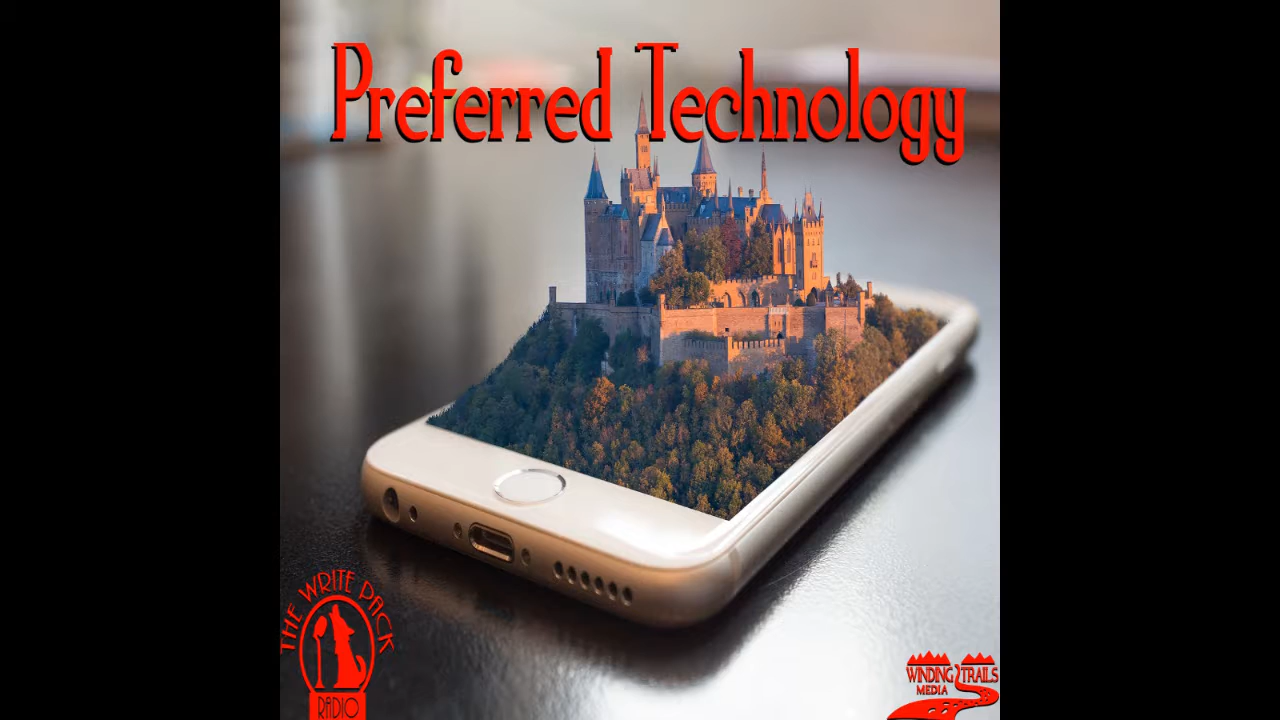 Preferred Technology
THE WRITE PACK
RADIO
WINDING TRAILS
MEDIA